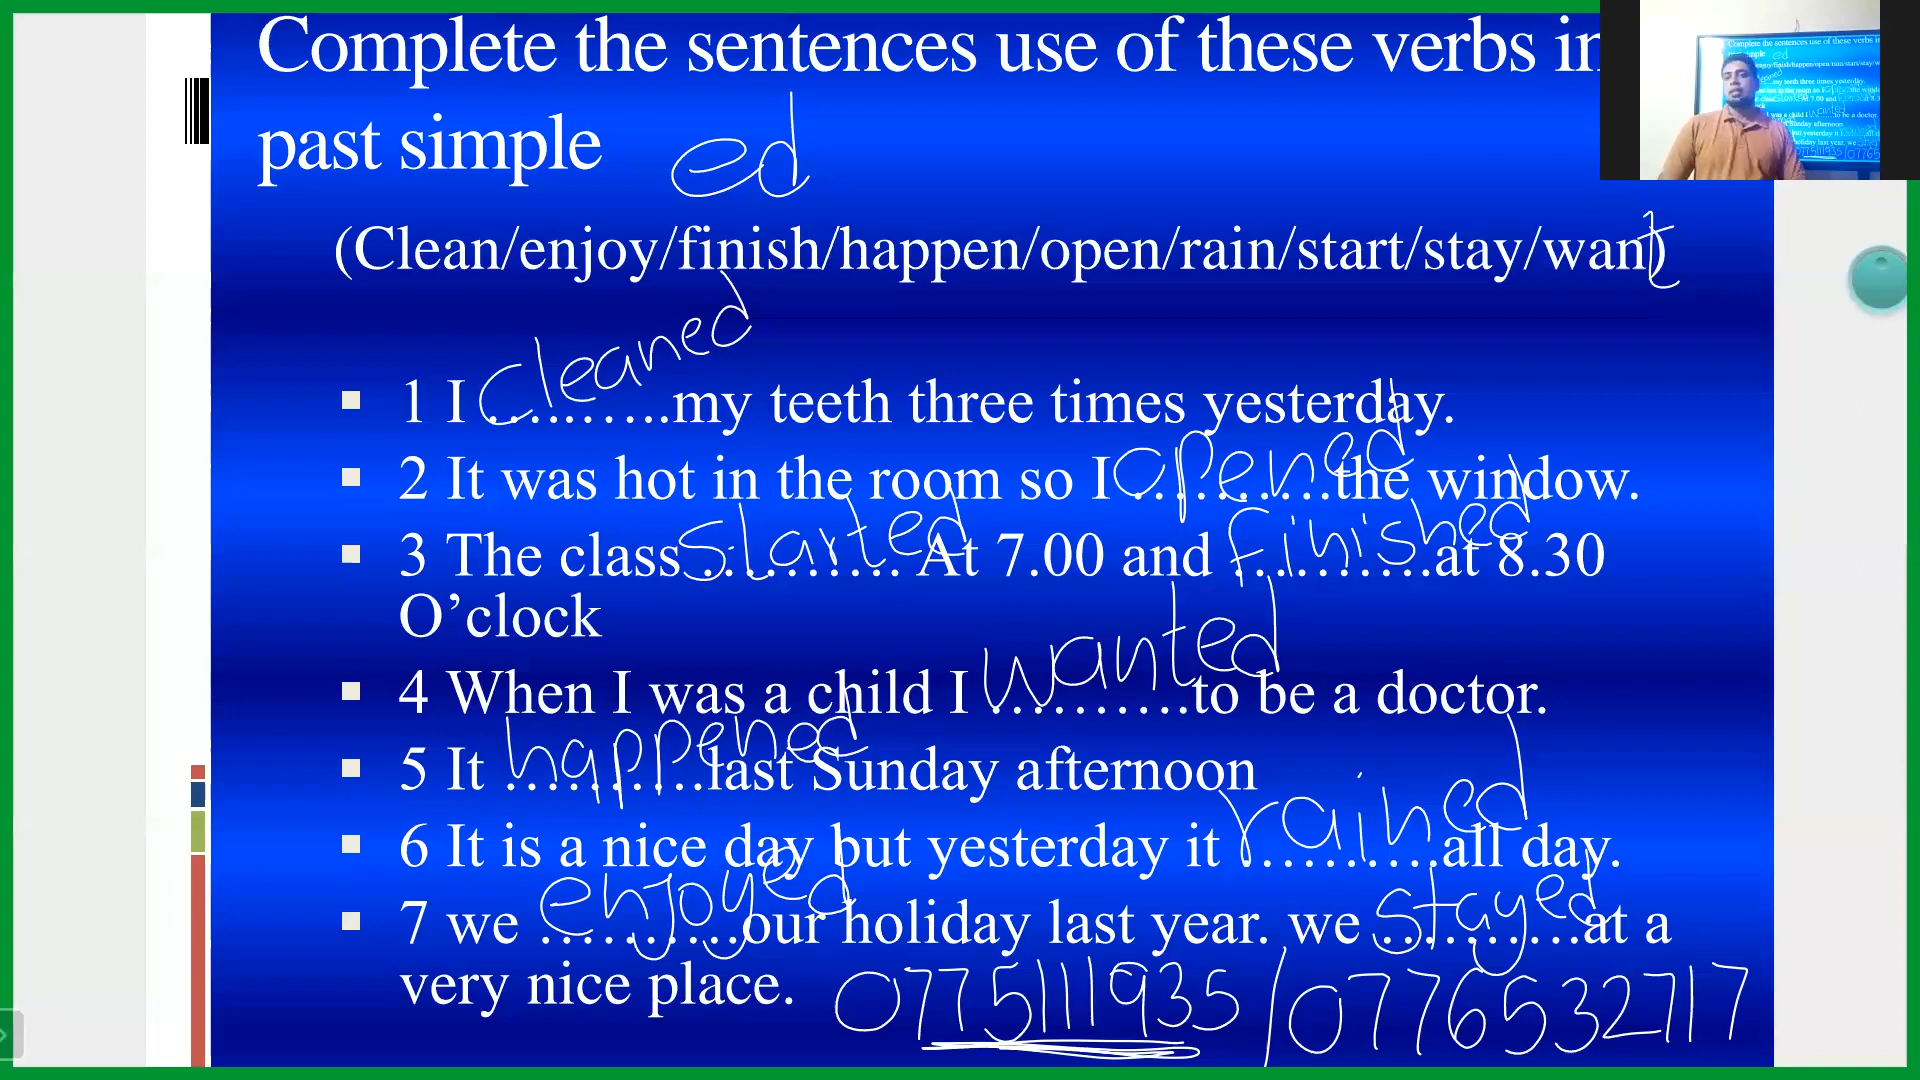 Complete the sentences use of these verbs in
past simple ed
(Clean/enjoy/finish/happen/open/rain/start/stay/want)
1 I cleaned ..........my teeth three times yesterday.
2 It was hot in the room so I opened ..........the window.
3 The class started .......... At 7.00 and finished ..........at 8.30
O’clock
4 When I was a child I wanted ..........to be a doctor.
5 It happened ..........last Sunday afternoon
6 It is a nice day but yesterday it rained ..........all day.
7 we enjoyed ..........our holiday last year. we stayed ..........at a
very nice place. 0775111935/0776532717